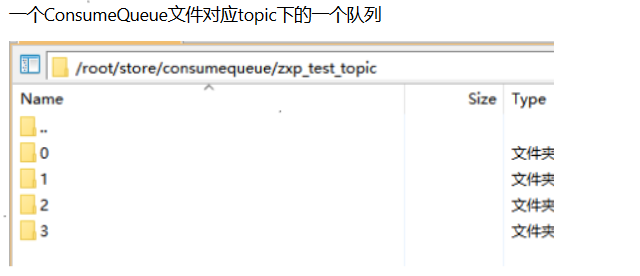 一个ConsumeQueue文件对应topic下的一个队列
/root/store/consumequeue/zxp_test_topic
Name Size Type
..
0 文件夹
1 文件夹
2 文件夹
3 文件夹